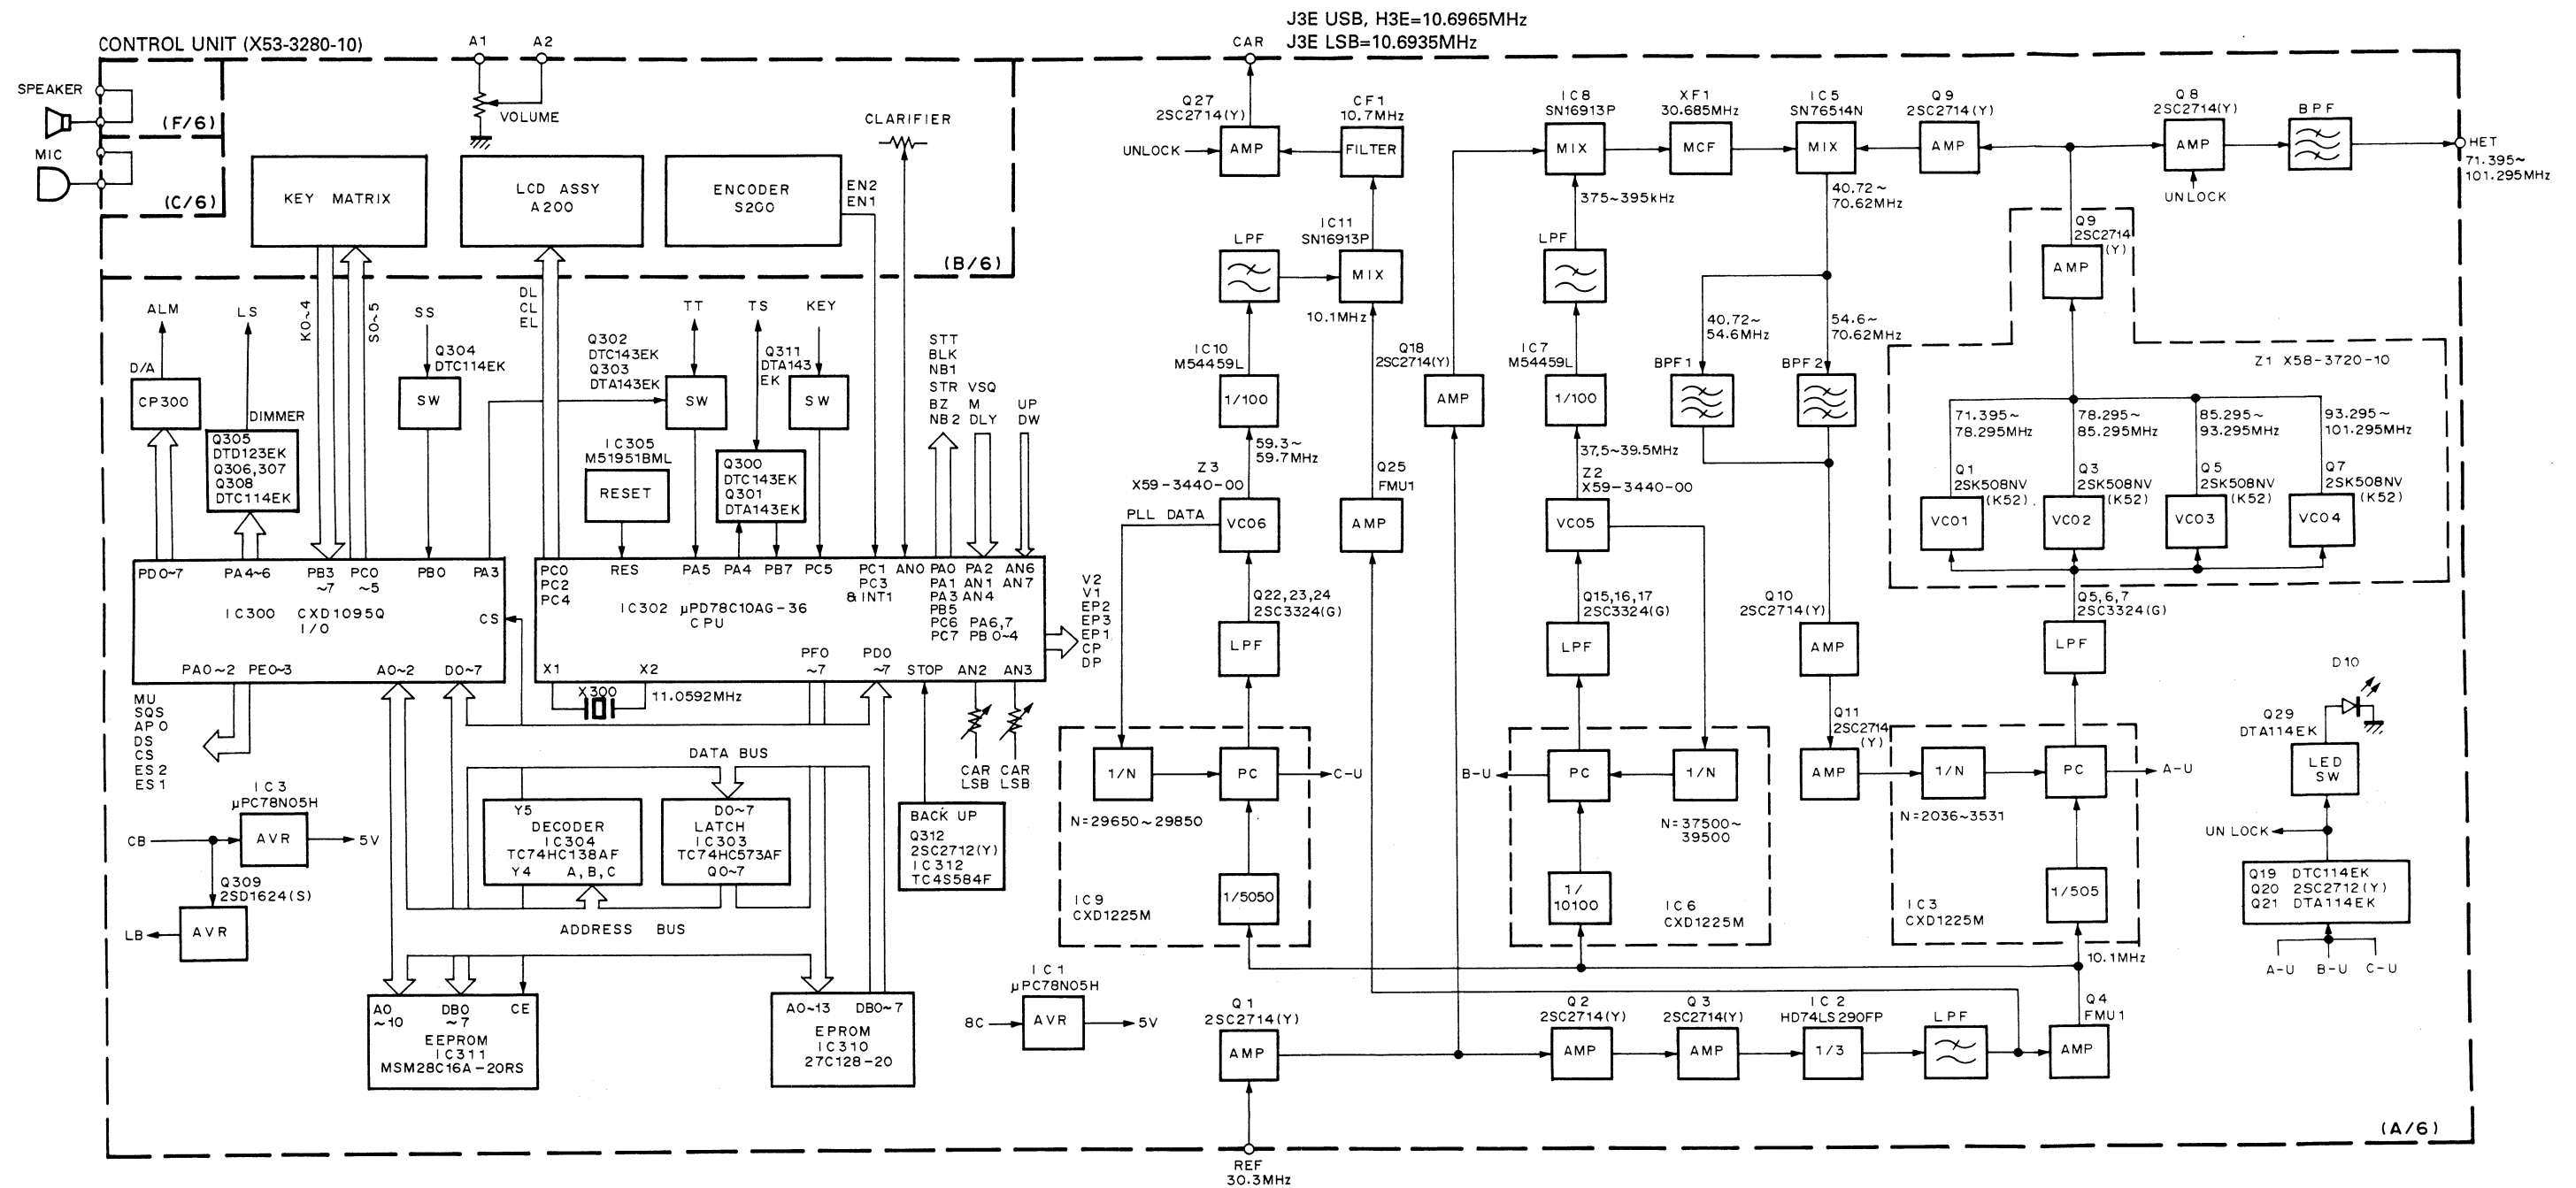 J3E USB, H3E=10.6965MHz
J3E LSB=10.6935MHz
CONTROL UNIT (X53-3280-10)
A1
A2
CAR
SPEAKER
(F/6)
MIC
(C/6)
VOLUME
CLARIFIER
KEY MATRIX
LCD ASSY
A200
ENCODER
S200
EN2
EN1
(B/6)
ALM
LS
K0~4
S0~5
SS
DL
CL
EL
TT
TS
KEY
D/A
CP300
DIMMER
Q305
DTD123EK
Q306,307
Q308
DTC114EK
Q304
DTC114EK
SW
Q302
DTC143EK
Q303
DTA143EK
SW
Q311
DTA143
EK
SW
IC305
M51951BML
RESET
Q300
DTC143EK
Q301
DTA143EK
STT
BLK
NB1
STR
BZ
NB2
VSQ
M
DLY
UP
DW
PD0~7
PA4~6
PB3
~7
PC0
~5
PB0
PA3
IC300 CXD1095Q
I/O
CS
PA0~2
PE0~3
A0~2
D0~7
PC0
PC2
PC4
RES
PA5
PA4
PB7
PC5
PC1
PC3
& INT1
AN0
PA0
PA1
PA3
PB5
PC6
PC7
PA2
AN1
AN4
PA6,7
PB0~4
AN6
AN7
IC302 µPD78C10AG-36
CPU
X1
X2
PF0
~7
PD0
~7
STOP
AN2
AN3
V2
V1
EP2
EP3
EP1
CP
DP
X300
11.0592MHz
MU
SQS
APO
DS
CS
ES2
ES1
IC3
µPC78N05H
CB
AVR
5V
Q309
2SD1624(S)
LB
AVR
DATA BUS
Y5
DECODER
IC304
TC74HC138AF
Y4 A,B,C
D0~7
LATCH
IC303
TC74HC573AF
Q0~7
ADDRESS BUS
CAR
LSB
CAR
LSB
BACK UP
Q312
2SC2712(Y)
IC312
TC4S584F
A0
~10
DB0
~7
CE
EEPROM
IC311
MSM28C16A-20RS
A0~13
DB0~7
EPROM
IC310
27C128-20
IC1
µPC78N05H
8C
AVR
5V
Q27
2SC2714(Y)
UNLOCK
AMP
CF1
10.7MHz
FILTER
LPF
IC11
SN16913P
MIX
10.1MHz
IC10
M54459L
1/100
59.3~
59.7MHz
Z3
X59-3440-00
PLL DATA
VCO6
Q25
FMU1
AMP
Q22,23,24
2SC3324(G)
LPF
1/N
PC
C-U
N=29650~29850
1/5050
IC9
CXD1225M
Q18
2SC2714(Y)
AMP
IC8
SN16913P
MIX
XF1
30.685MHz
MCF
IC5
SN76514N
MIX
Q9
2SC2714(Y)
AMP
Q8
2SC2714(Y)
AMP
UNLOCK
BPF
HET
71.395~
101.295MHz
375~395kHz
LPF
IC7
M54459L
1/100
37.5~39.5MHz
Z2
X59-3440-00
VCO5
Q15,16,17
2SC3324(G)
LPF
B-U
PC
1/N
N=37500~
39500
1/
10100
IC6
CXD1225M
40.72~
70.62MHz
40.72~
54.6MHz
54.6~
70.62MHz
BPF1
BPF2
Q10
2SC2714(Y)
AMP
Q11
2SC2714
(Y)
AMP
Q9
2SC2714
(Y)
AMP
Z1 X58-3720-10
71.395~
78.295MHz
78.295~
85.295MHz
85.295~
93.295MHz
93.295~
101.295MHz
Q1
2SK508NV
(K52)
VCO1
Q3
2SK508NV
(K52)
VCO2
Q5
2SK508NV
(K52)
VCO3
Q7
2SK508NV
(K52)
VCO4
Q5,6,7
2SC3324(G)
LPF
1/N
PC
A-U
N=2036~3531
1/505
IC3
CXD1225M
10.1MHz
D10
Q29
DTA114EK
LED
SW
UNLOCK
Q19 DTC114EK
Q20 2SC2712(Y)
Q21 DTA114EK
A-U B-U C-U
Q1
2SC2714(Y)
AMP
Q2
2SC2714(Y)
AMP
Q3
2SC2714(Y)
AMP
IC2
HD74LS290FP
1/3
LPF
Q4
FMU1
AMP
(A/6)
REF
30.3MHz